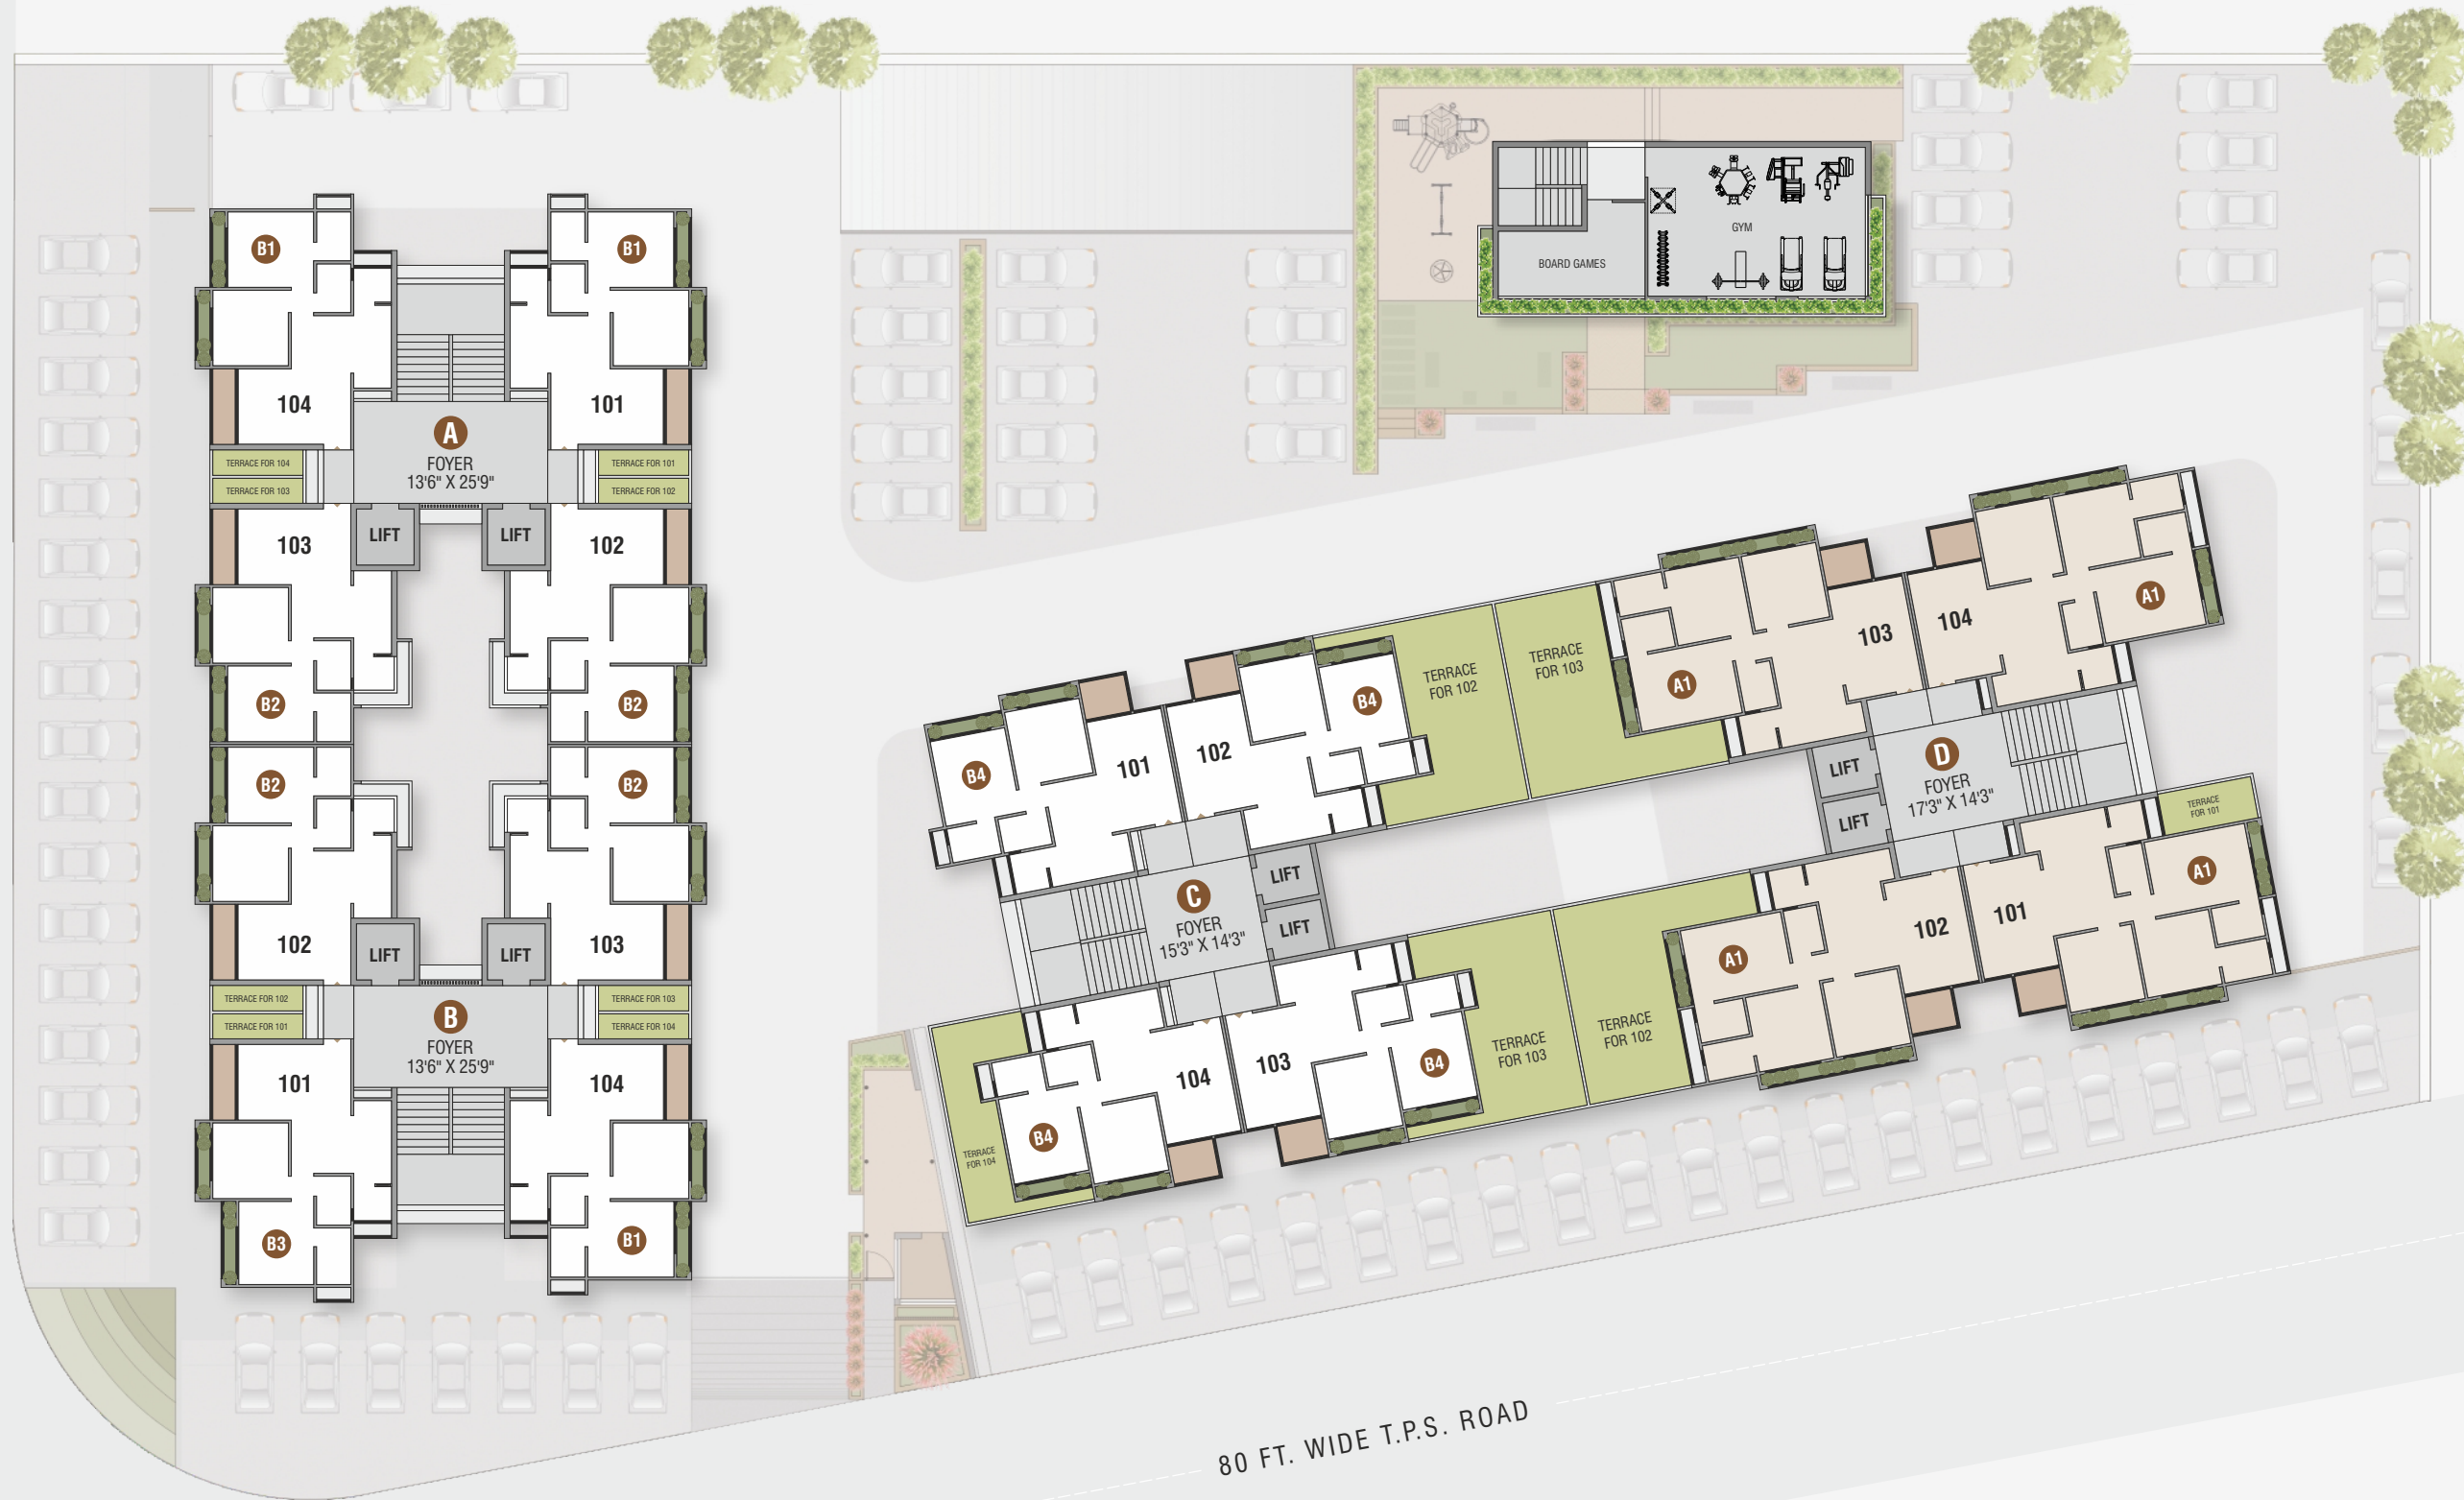 B1
B1
104
101
A
FOYER
13'6" X 25'9"
TERRACE FOR 104
TERRACE FOR 103
TERRACE FOR 101
TERRACE FOR 102
103
LIFT
LIFT
102
B2
B2
B2
B2
102
LIFT
LIFT
103
TERRACE FOR 102
TERRACE FOR 101
TERRACE FOR 103
TERRACE FOR 104
B
FOYER
13'6" X 25'9"
101
104
B3
B1
GYM
BOARD GAMES
B4
101
102
B4
TERRACE
FOR 102
TERRACE
FOR 103
A1
103
104
A1
C
FOYER
15'3" X 14'3"
LIFT
LIFT
LIFT
LIFT
D
FOYER
17'3" X 14'3"
TERRACE
FOR 101
TERRACE
FOR 104
B4
104
103
B4
TERRACE
FOR 103
TERRACE
FOR 102
A1
102
101
A1
80 FT. WIDE T.P.S. ROAD